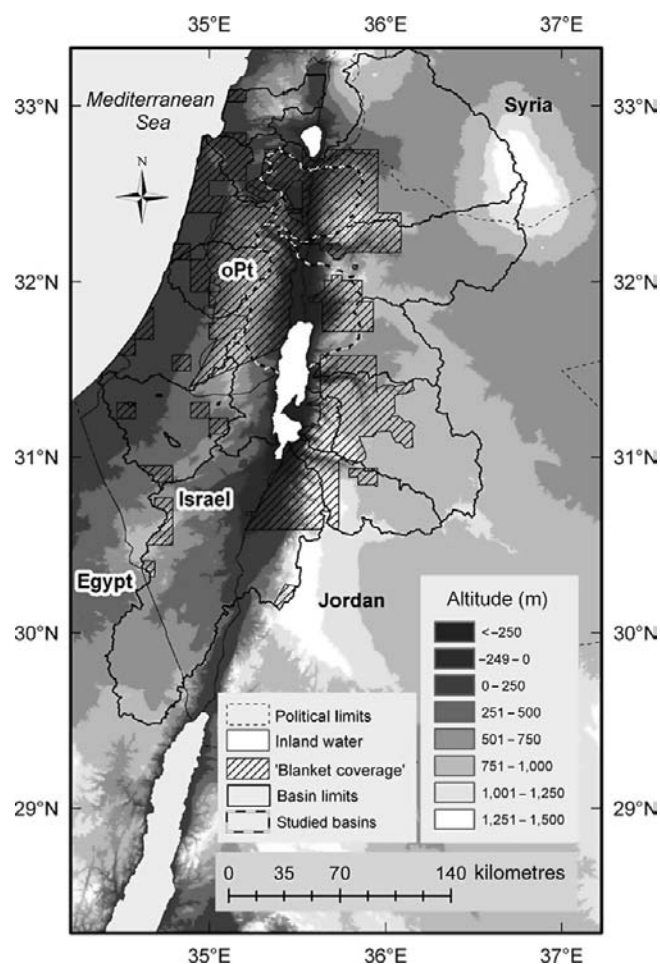 35°E 36°E 37°E
33°N 33°N
Mediterranean
Sea
Syria
N
32°N 32°N
oPt
31°N 31°N
Israel
Egypt
Jordan
30°N 30°N
29°N 29°N
Altitude (m)
<-250
-249 – 0
0 – 250
251 – 500
501 – 750
751 – 1,000
1,001 – 1,250
1,251 – 1,500
Political limits
Inland water
'Blanket coverage'
Basin limits
Studied basins
0 35 70 140 kilometres
35°E 36°E 37°E